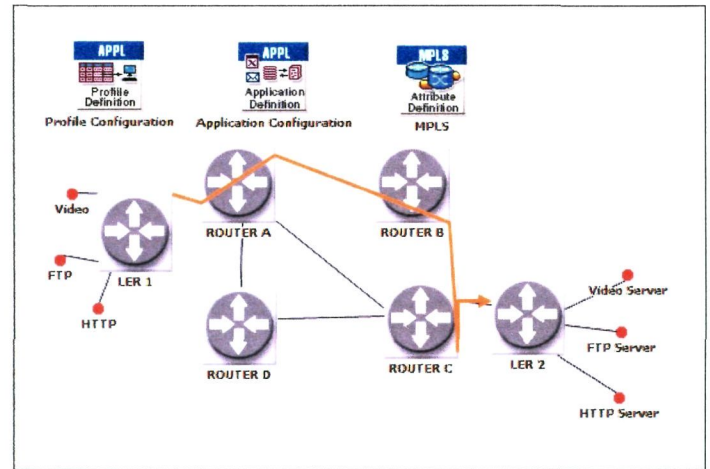 APPL
Profile
Definition
Profile Configuration
APPL
Application
Definition
Application Configuration
MPLS
Attribute
Definition
MPLS
Video
FTP
HTTP
LER 1
ROUTER A
ROUTER B
ROUTER D
ROUTER C
LER 2
Video Server
FTP Server
HTTP Server